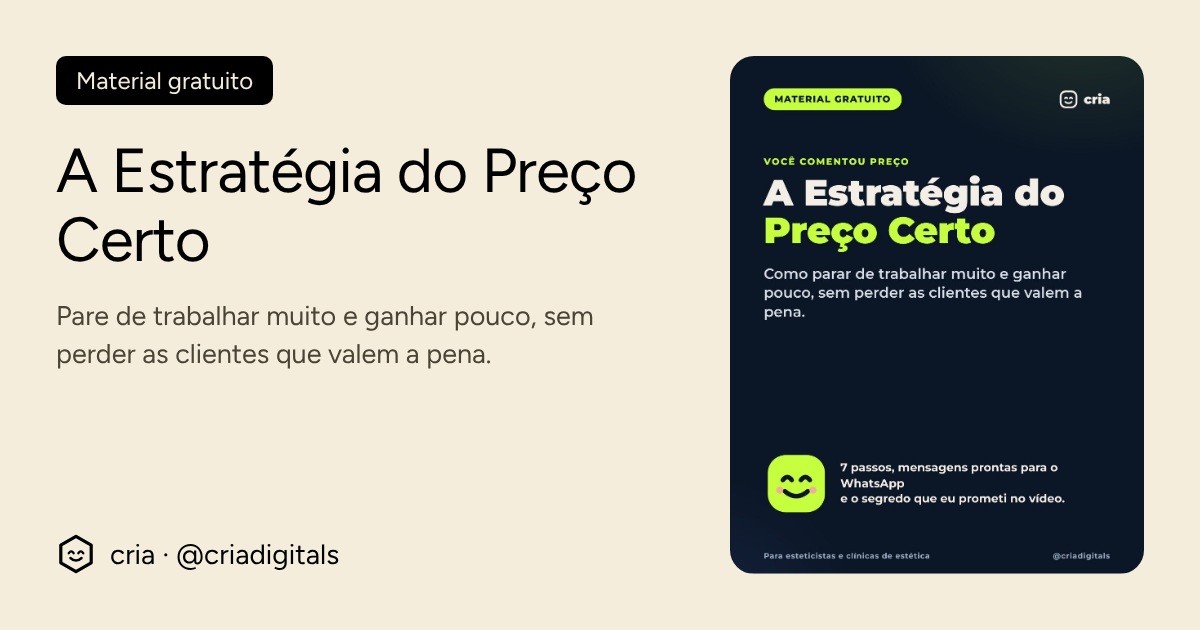 Material gratuito
A Estratégia do Preço
Certo
Pare de trabalhar muito e ganhar pouco, sem
perder as clientes que valem a pena.
cria · @criadigitals
MATERIAL GRATUITO
cria
VOCÊ COMENTOU PREÇO
A Estratégia do
Preço Certo
Como parar de trabalhar muito e ganhar
pouco, sem perder as clientes que valem a
pena.
7 passos, mensagens prontas para o
WhatsApp
e o segredo que eu prometi no vídeo.
Para esteticistas e clínicas de estética
@criadigitals